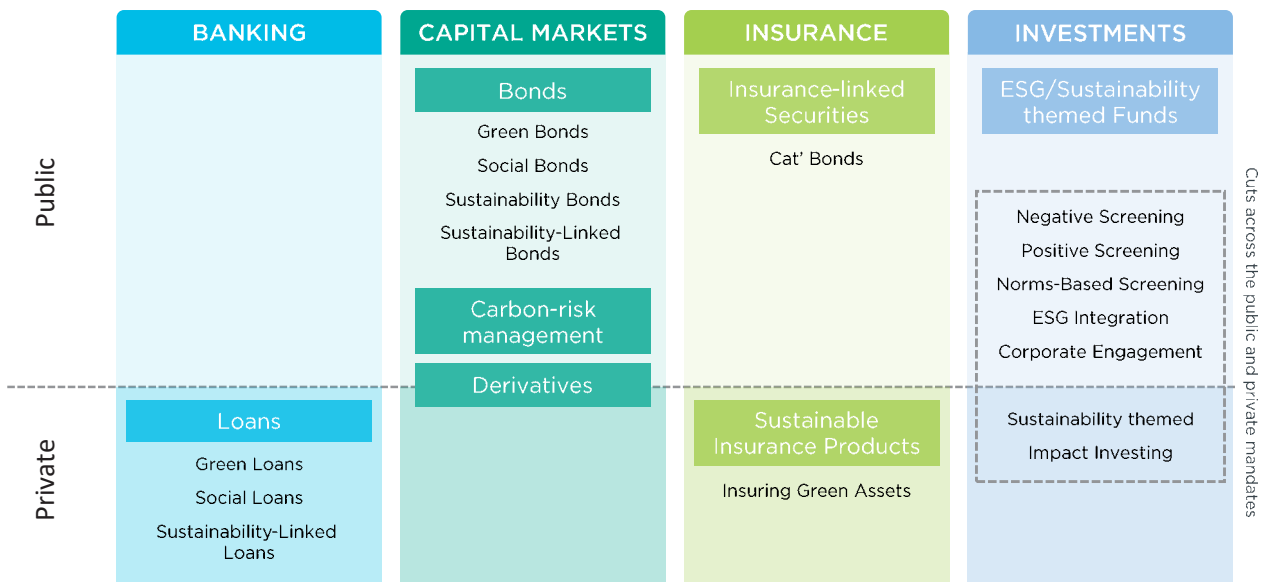 BANKING
CAPITAL MARKETS
INSURANCE
INVESTMENTS
Public
Bonds
Green Bonds
Social Bonds
Sustainability Bonds
Sustainability-Linked
Bonds
Carbon-risk
management
Derivatives
Insurance-linked
Securities
Cat’ Bonds
ESG/Sustainability
themed Funds
Negative Screening
Positive Screening
Norms-Based Screening
ESG Integration
Corporate Engagement
Private
Loans
Green Loans
Social Loans
Sustainability-Linked
Loans
Sustainable
Insurance Products
Insuring Green Assets
Sustainability themed
Impact Investing
Cuts across the public and private mandates